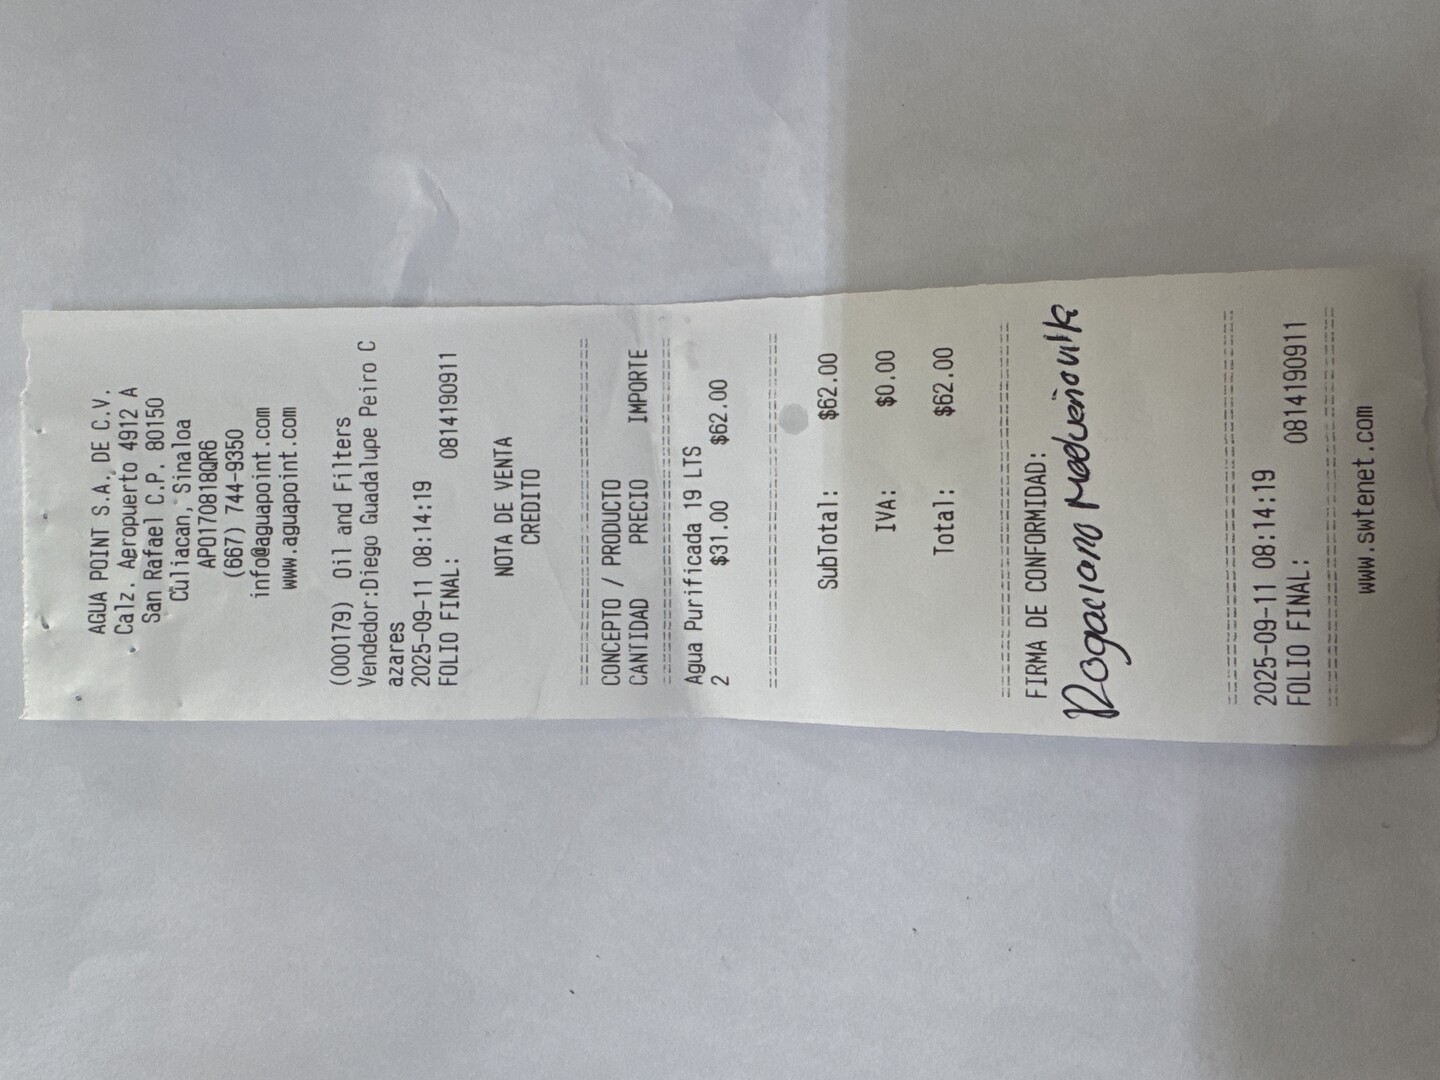 AGUA POINT S.A. DE C.V.
Calz. Aeropuerto 4912 A
San Rafael C.P. 80150
Culiacan, Sinaloa
APO170818QR6
(667) 744-9350
info@aguapoint.com
www.aguapoint.com
(000179) Oil and Filters
Vendedor:Diego Guadalupe Peiro C
azares
2025-09-11 08:14:19
FOLIO FINAL: 0814190911
NOTA DE VENTA
CREDITO
================================
CONCEPTO / PRODUCTO
CANTIDAD PRECIO IMPORTE
================================
Agua Purificada 19 LTS
2 $31.00 $62.00
================================
SubTotal: $62.00
IVA: $0.00
Total: $62.00
================================
FIRMA DE CONFORMIDAD:
Rogaciano Madueño
================================
2025-09-11 08:14:19
FOLIO FINAL: 0814190911
================================
www.swtenet.com